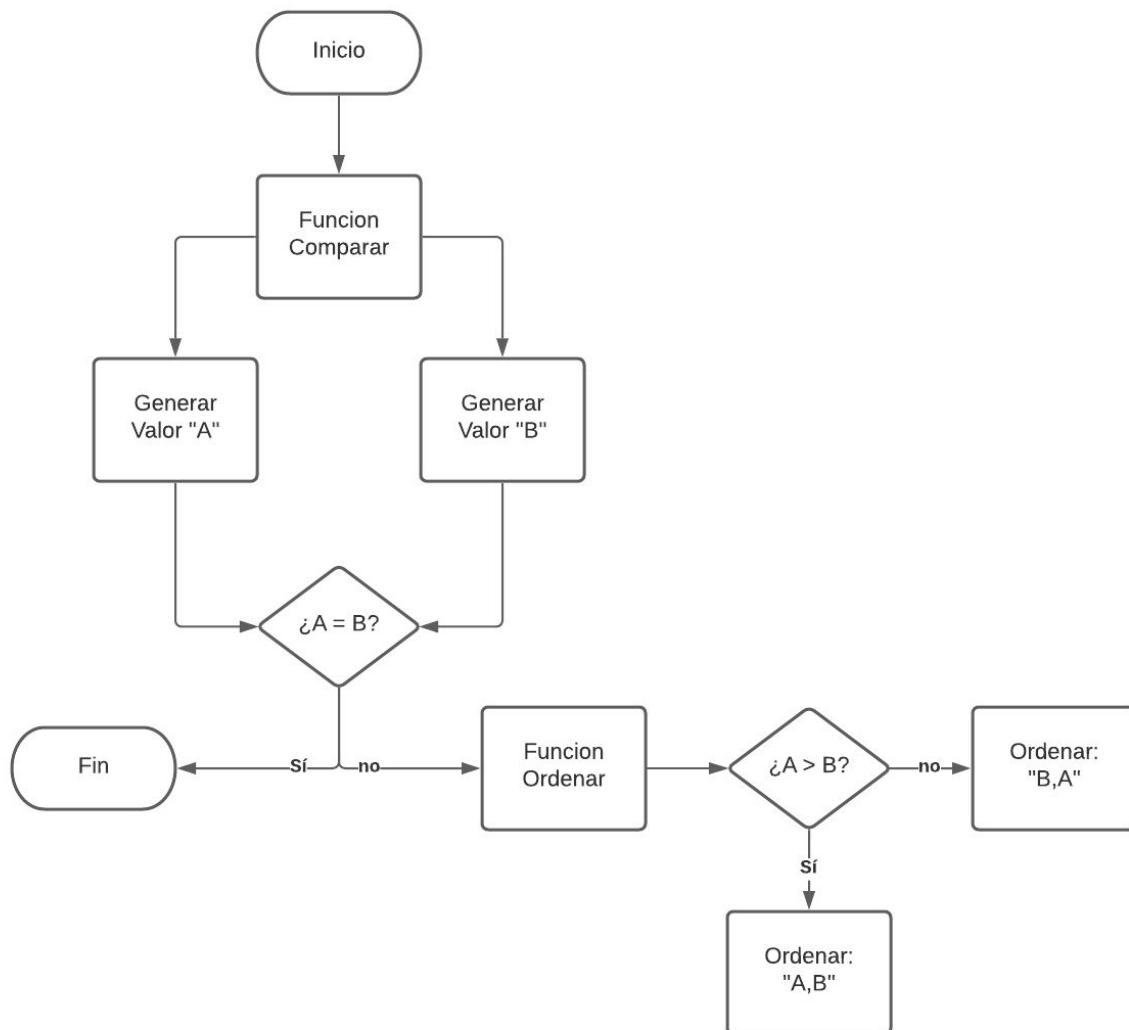 Inicio
Funcion
Comparar
Generar
Valor "A"
Generar
Valor "B"
¿A = B?
Sí
no
Fin
Funcion
Ordenar
¿A > B?
no
Ordenar:
"B,A"
Sí
Ordenar:
"A,B"